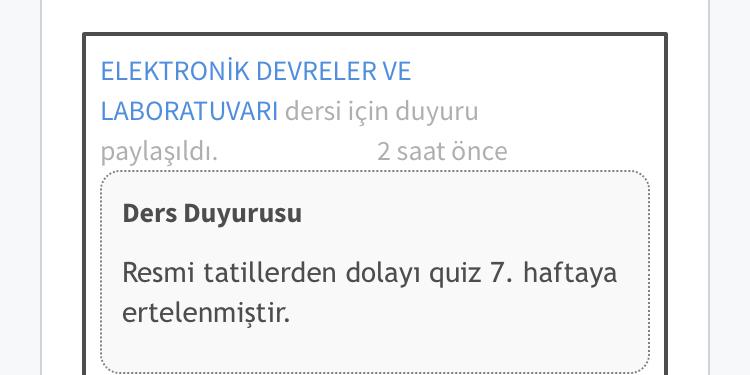 ELEKTRONİK DEVRELER VE
LABORATUVARI dersi için duyuru
paylaşıldı. 2 saat önce
Ders Duyurusu
Resmi tatillerden dolayı quiz 7. haftaya
ertelenmiştir.